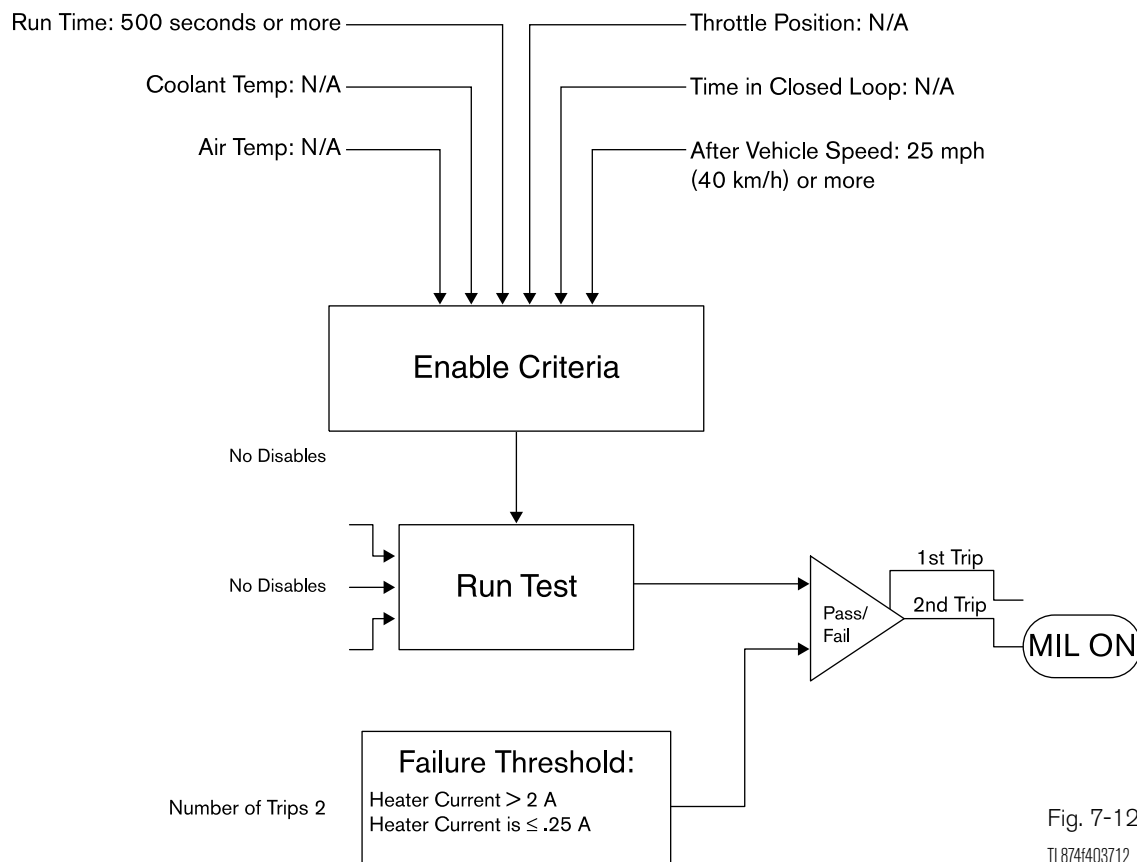 Run Time: 500 seconds or more
Throttle Position: N/A
Coolant Temp: N/A
Time in Closed Loop: N/A
Air Temp: N/A
After Vehicle Speed: 25 mph
(40 km/h) or more
Enable Criteria
No Disables
No Disables
Run Test
Pass/
Fail
1st Trip
2nd Trip
MIL ON
Failure Threshold:
Heater Current > 2 A
Heater Current is ≤ .25 A
Number of Trips 2
Fig. 7-12
TL874f403712